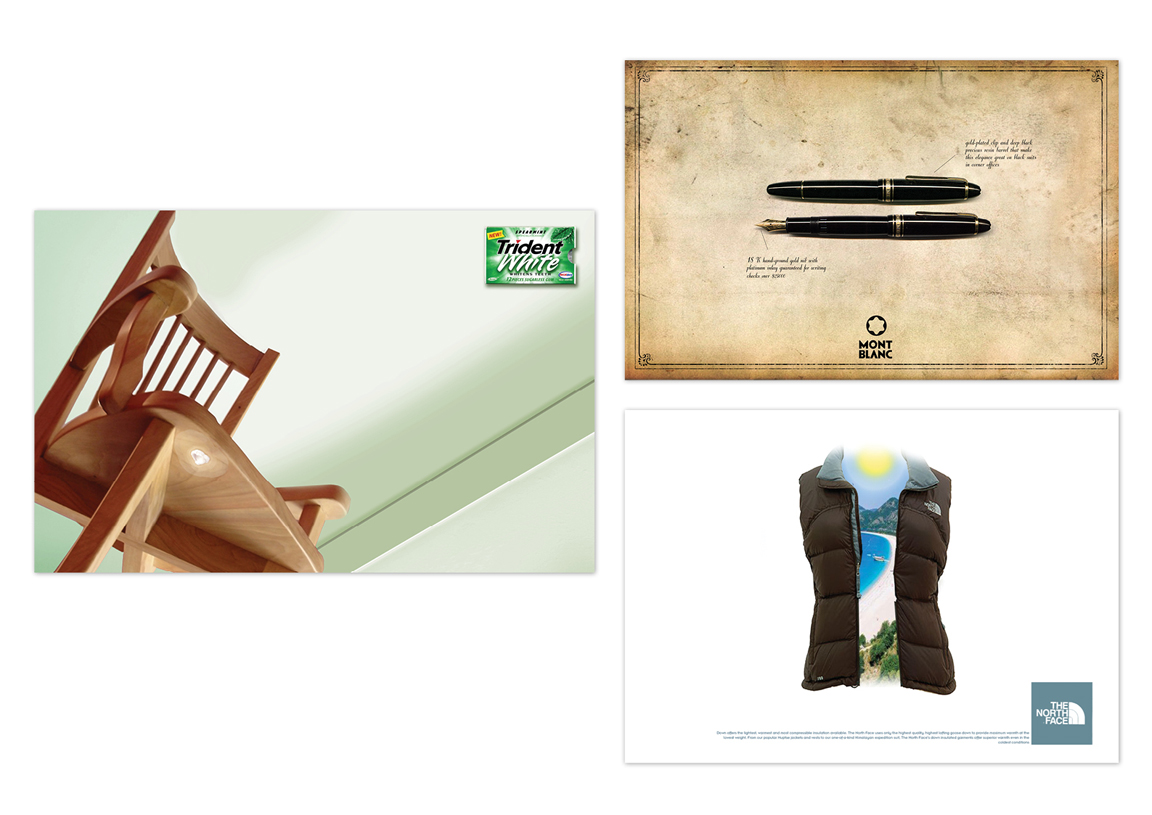 NEW!
SPEARMINT
Trident
White
WHITENS TEETH
12 PIECES SUGARLESS GUM
gold-plated clip and deep black
precious resin barrel that make
this elegance great on black suits
in corner offices
18 K hand-ground gold nib with
platinum inlay guaranteed for writing
checks over $25000
MONT
BLANC
THE
NORTH
FACE
Down offers the lightest, warmest and most compressible insulation available. The North Face uses only the highest quality, highest lofting goose down to provide maximum warmth at the
lowest weight. From our popular Nuptse jackets and vests to our one-of-a-kind Himalayan expedition suit, The North Face's down insulated garments offer superior warmth even in the
coldest conditions